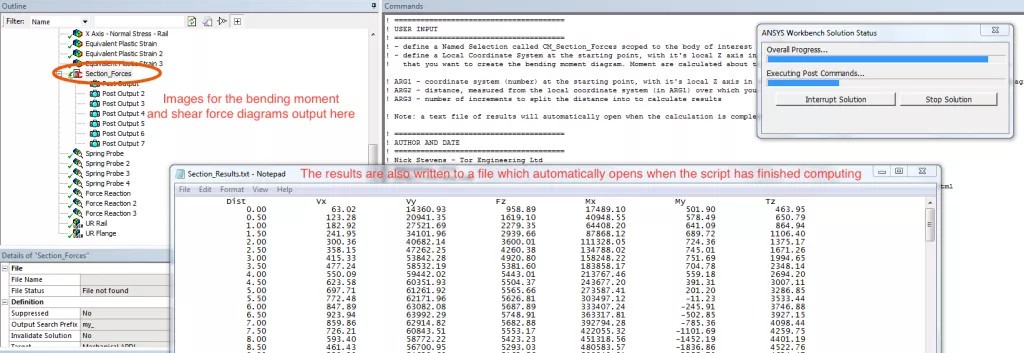 Outline
Filter: Name
X Axis - Normal Stress - Rail
Equivalent Plastic Strain
Equivalent Plastic Strain 2
Equivalent Plastic Strain 3
Section_Forces
Post Output
Post Output 2
Post Output 3
Post Output 4
Post Output 5
Post Output 6
Post Output 7
Spring Probe
Spring Probe 2
Spring Probe 3
Spring Probe 4
Force Reaction
Force Reaction 2
Force Reaction 3
UR Rail
UR Flange
Images for the bending moment
and shear force diagrams output here
Details of "Section_Forces"
File
File Name
File Status File not found
Definition
Suppressed No
Output Search Prefix my_
Invalidate Solution No
Target Mechanical APDL
Commands
! =====================================
! USER INPUT
! =====================================
! - define a Named Selection called CM_Section_Forces scoped to the body of interest
! - define a Local Coordinate System at the starting point, with it's local Z axis in
! that you want to create the bending moment diagram. Moment are calculated about t
! ARG1 - coordinate system (number) at the starting point, with it's local Z axis in
! ARG2 - distance, measured from the local coordinate system (in ARG1) over which you
! ARG3 - number of increments to split the distance into to calculate results
! Note: a text file of results will automatically open when the calculation is comple
! =====================================
! AUTHOR AND DATE
! =====================================
! Nick Stevens - Tor Engineering Ltd
ANSYS Workbench Solution Status
Overall Progress...
Executing Post Commands...
Interrupt Solution Stop Solution
Section_Results.txt - Notepad
The results are also written to a file which automatically opens when the script has finished computing
File Edit Format View Help
Dist Vx Vy Fz Mx My Tz
0.00 63.02 14360.93 958.89 17489.10 501.90 463.95
0.50 123.28 20941.35 1619.10 40948.55 578.49 650.79
1.00 182.92 27521.69 2279.35 64408.20 641.09 864.94
1.50 241.95 34101.96 2939.66 87868.12 689.72 1106.40
2.00 300.36 40682.14 3600.01 111328.05 724.36 1375.17
2.50 358.15 47262.25 4260.38 134788.02 745.01 1671.26
3.00 415.33 53842.28 4920.80 158248.22 751.69 1994.65
3.50 477.24 58532.19 5381.60 183858.17 704.78 2348.14
4.00 550.09 59442.02 5443.01 213767.46 559.18 2694.20
4.50 623.58 60351.93 5504.37 243677.20 391.31 3007.11
5.00 697.71 61261.92 5565.66 273587.41 201.20 3286.85
5.50 772.48 62171.96 5626.81 303497.12 -11.23 3533.44
6.00 847.89 63082.08 5687.89 333407.24 -245.91 3746.88
6.50 923.94 63992.29 5748.91 363317.81 -502.85 3927.15
7.00 859.86 62914.82 5682.88 392794.28 -785.36 4098.44
7.50 726.21 60843.51 5553.17 422055.32 -1101.69 4259.75
8.00 593.40 58772.22 5423.23 451318.56 -1452.19 4401.19
8.50 461.43 56700.95 5293.03 480583.57 -1836.86 4522.76